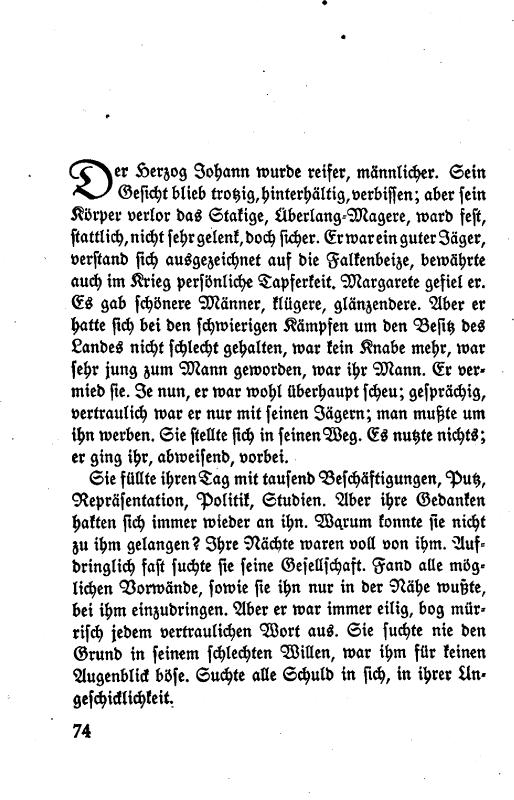 Der Herzog Johann wurde reifer, männlicher. Sein
Gesicht blieb trotzig, hinterhältig, verbissen; aber sein
Körper verlor das Stakige, Überlang-Magere, ward fest,
stattlich, nicht sehr gelenk, doch sicher. Er war ein guter Jäger,
verstand sich ausgezeichnet auf die Falkenbeize, bewährte
auch im Krieg persönliche Tapferkeit. Margarete gefiel er.
Es gab schönere Männer, klügere, glänzendere. Aber er
hatte sich bei den schwierigen Kämpfen um den Besitz des
Landes nicht schlecht gehalten, war kein Knabe mehr, war
sehr jung zum Mann geworden, war ihr Mann. Er ver-
mied sie. Je nun, er war wohl überhaupt scheu; gesprächig,
vertraulich war er nur mit seinen Jägern; man mußte um
ihn werben. Sie stellte sich in seinen Weg. Es nutzte nichts;
er ging ihr, abweisend, vorbei.
Sie füllte ihren Tag mit tausend Beschäftigungen, Putz,
Repräsentation, Politik, Studien. Aber ihre Gedanken
hakten sich immer wieder an ihn. Warum konnte sie nicht
zu ihm gelangen? Ihre Nächte waren voll von ihm. Auf-
dringlich fast suchte sie seine Gesellschaft. Fand alle mög-
lichen Vorwände, sowie sie ihn nur in der Nähe wußte,
bei ihm einzudringen. Aber er war immer eilig, bog mür-
risch jedem vertraulichen Wort aus. Sie suchte nie den
Grund in seinem schlechten Willen, war ihm für keinen
Augenblick böse. Suchte alle Schuld in sich, in ihrer Un-
geschicklichkeit.
74